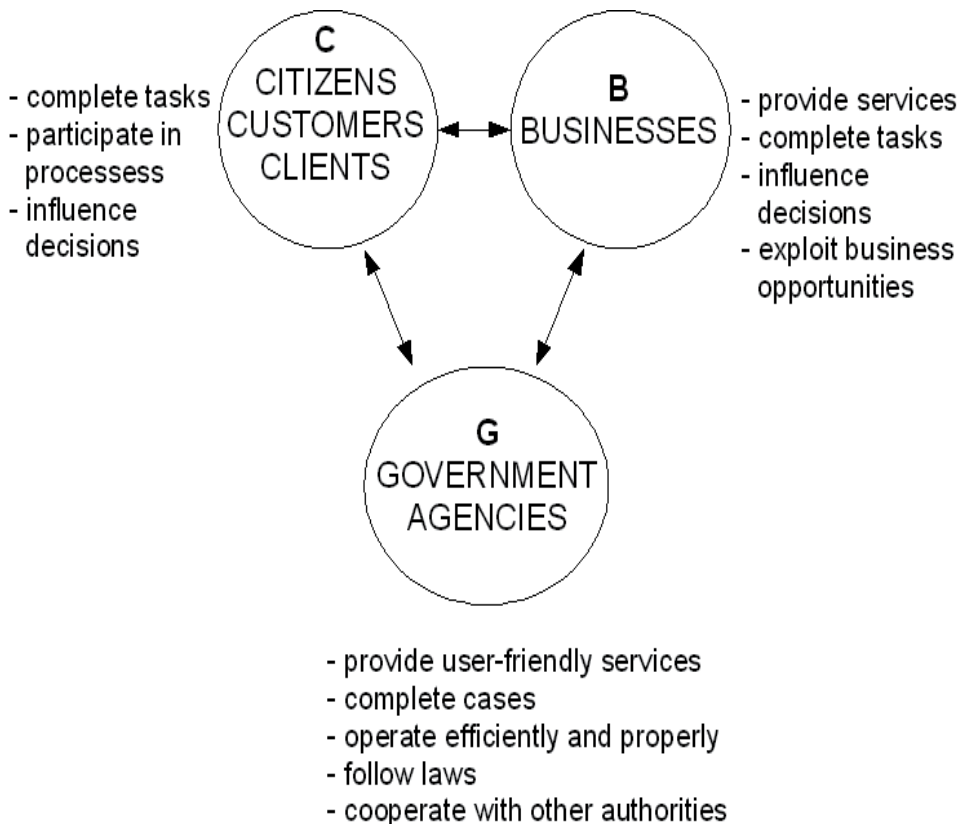 C
CITIZENS
CUSTOMERS
CLIENTS
- complete tasks
- participate in
processess
- influence
decisions
B
BUSINESSES
- provide services
- complete tasks
- influence
decisions
- exploit business
opportunities
G
GOVERNMENT
AGENCIES
- provide user-friendly services
- complete cases
- operate efficiently and properly
- follow laws
- cooperate with other authorities